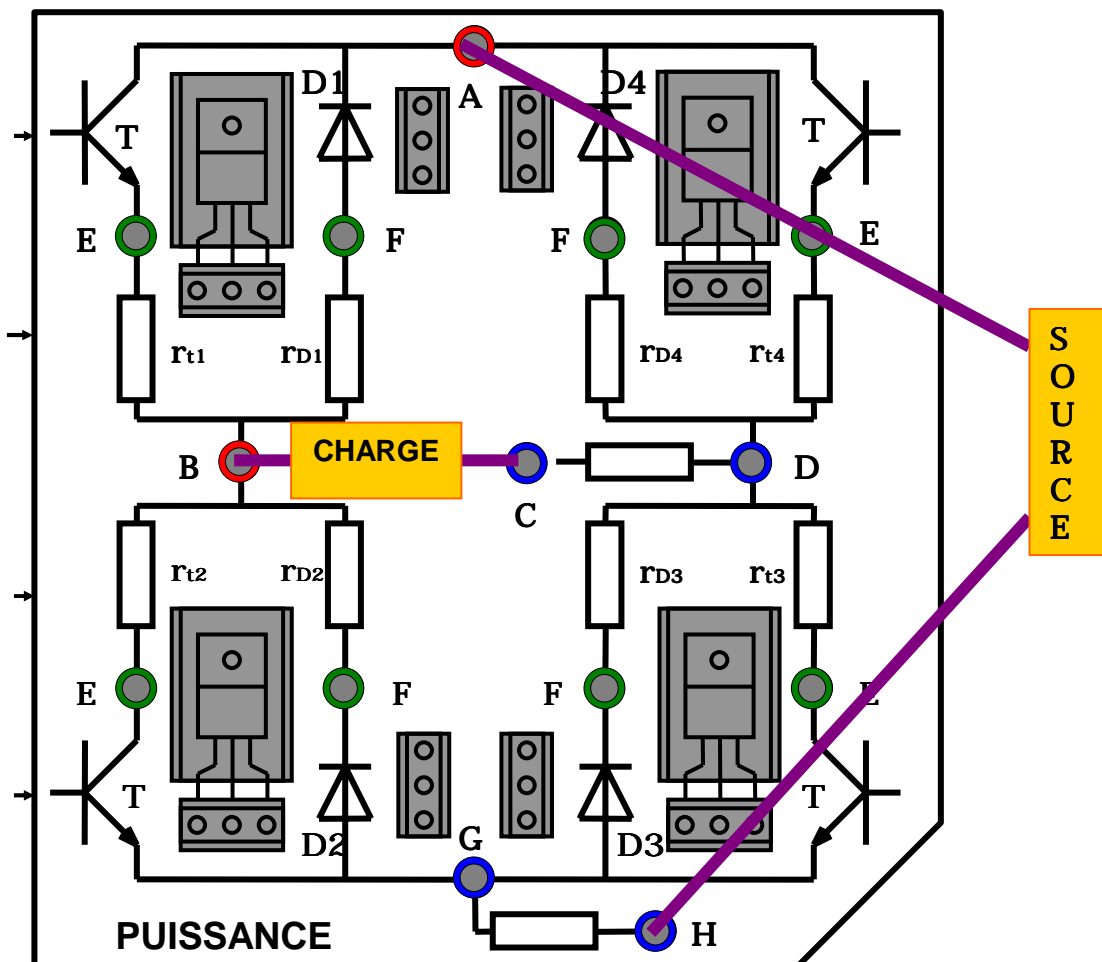 D1 D4
A
T T
E F F E
S
O
U
R
C
E
rt1 rD1 rD4 rt4
CHARGE
B D
C
rt2 rD2 rD3 rt3
E F F E
T T
G
D2 D3
PUISSANCE H